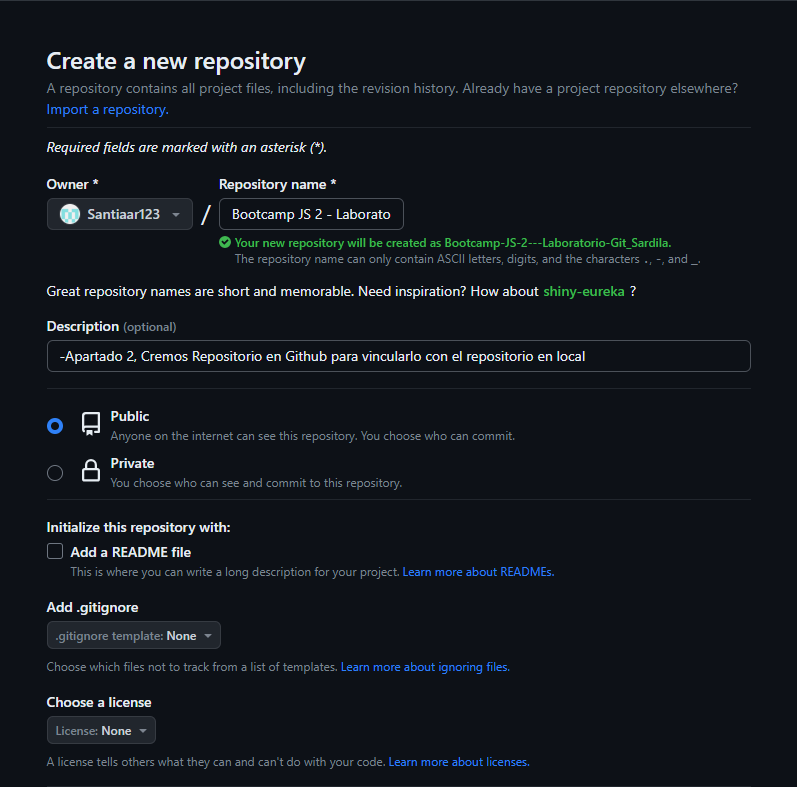 Create a new repository
A repository contains all project files, including the revision history. Already have a project repository elsewhere?
Import a repository.
Required fields are marked with an asterisk (*).
Owner *
Repository name *
Santiaar123
/
Bootcamp JS 2 - Laborato
Your new repository will be created as Bootcamp-JS-2---Laboratorio-Git_Sardila.
The repository name can only contain ASCII letters, digits, and the characters ., -, and _.
Great repository names are short and memorable. Need inspiration? How about shiny-eureka ?
Description (optional)
-Apartado 2, Cremos Repositorio en Github para vincularlo con el repositorio en local
Public
Anyone on the internet can see this repository. You choose who can commit.
Private
You choose who can see and commit to this repository.
Initialize this repository with:
Add a README file
This is where you can write a long description for your project. Learn more about READMEs.
Add .gitignore
.gitignore template: None
Choose which files not to track from a list of templates. Learn more about ignoring files.
Choose a license
License: None
A license tells others what they can and can't do with your code. Learn more about licenses.